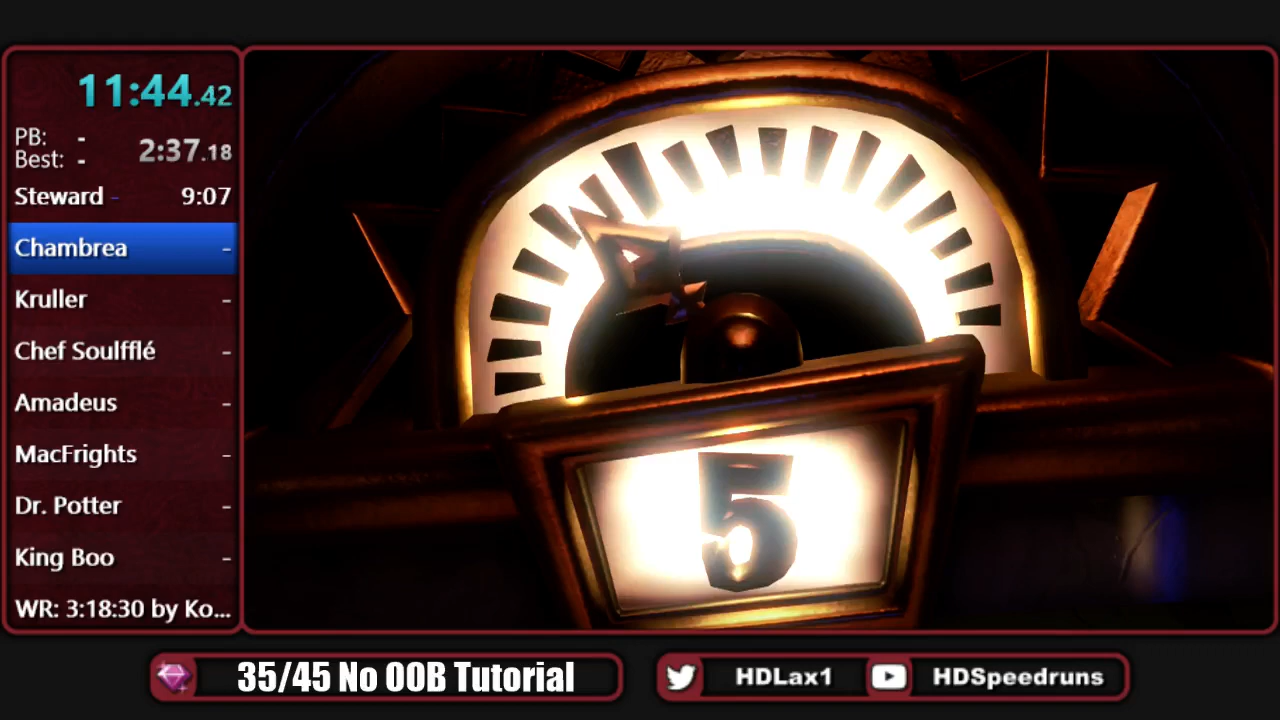 11:44.42
PB: -
Best: - 2:37.18
Steward - 9:07
Chambrea -
Kruller -
Chef Soulfflé -
Amadeus -
MacFrights -
Dr. Potter -
King Boo -
WR: 3:18:30 by Ko...
5
35/45 No OOB Tutorial
HDLax1
HDSpeedruns